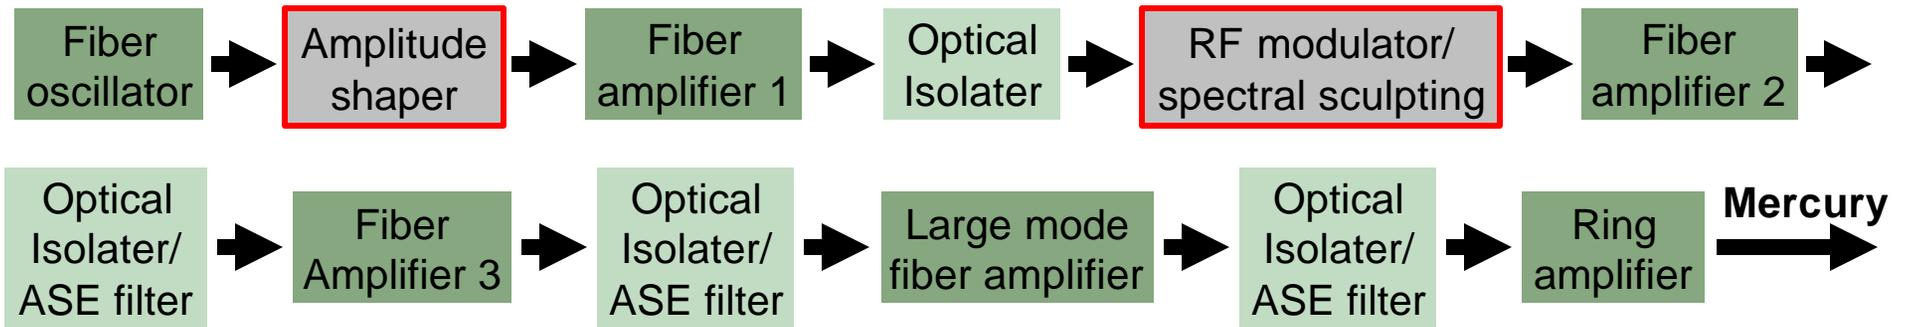 Fiber
oscillator
Amplitude
shaper
Fiber
amplifier 1
Optical
Isolater
RF modulator/
spectral sculpting
Fiber
amplifier 2
Optical
Isolater/
ASE filter
Fiber
Amplifier 3
Optical
Isolater/
ASE filter
Large mode
fiber amplifier
Optical
Isolater/
ASE filter
Ring
amplifier
Mercury